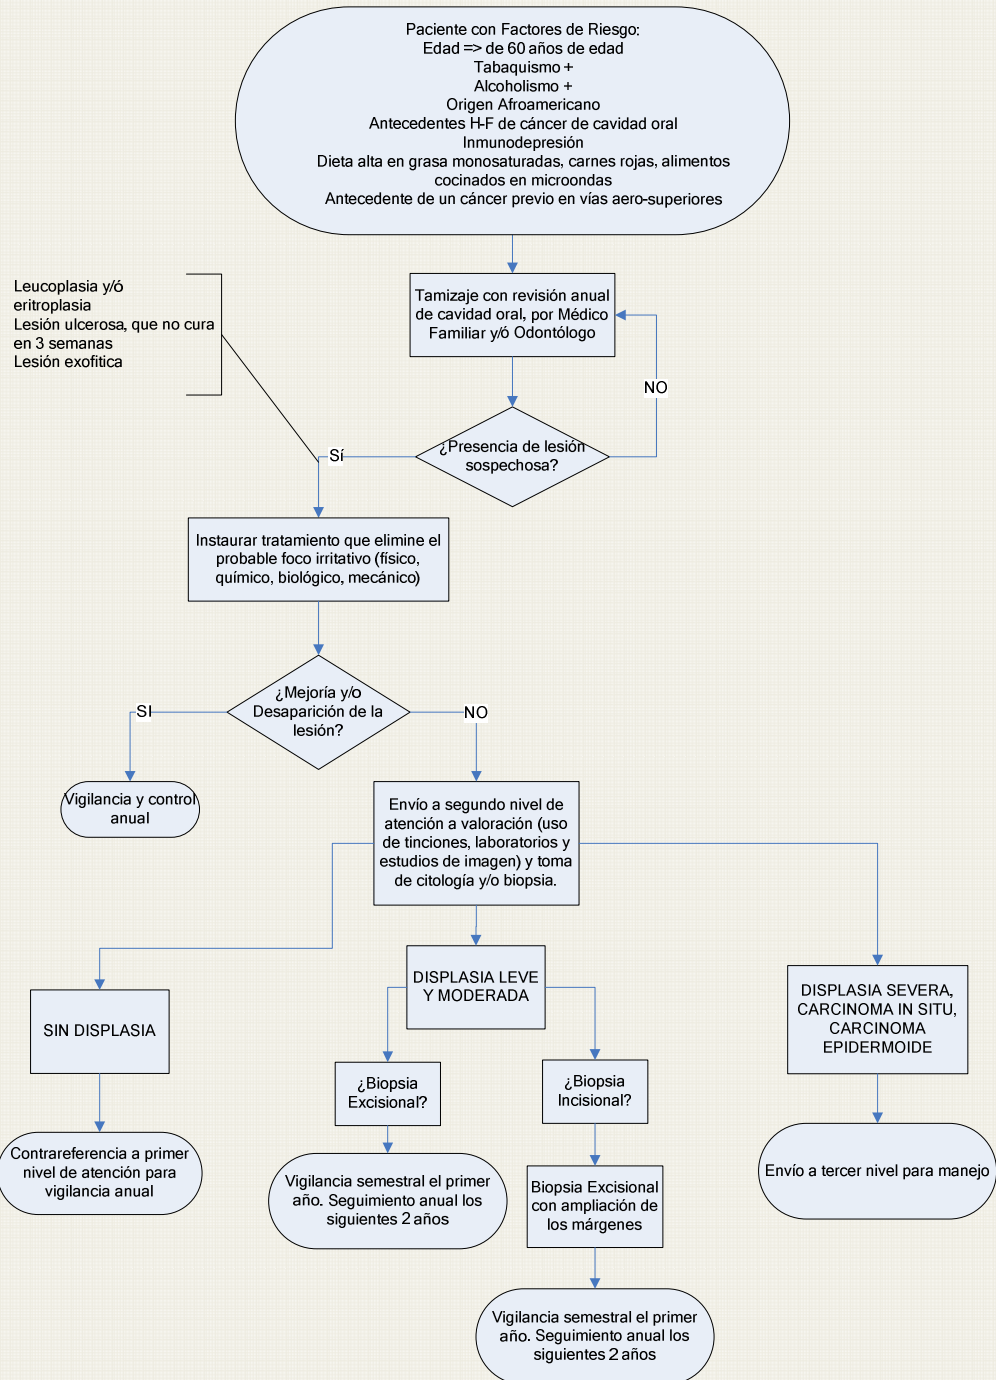 Paciente con Factores de Riesgo:
Edad => de 60 años de edad
Tabaquismo +
Alcoholismo +
Origen Afroamericano
Antecedentes H-F de cáncer de cavidad oral
Inmunodepresión
Dieta alta en grasa monosaturadas, carnes rojas, alimentos
cocinados en microondas
Antecedente de un cáncer previo en vías aero-superiores
Leucoplasia y/ó
eritroplasia
Lesión ulcerosa, que no cura
en 3 semanas
Lesión exofitica
Tamizaje con revisión anual
de cavidad oral, por Médico
Familiar y/ó Odontólogo
NO
¿Presencia de lesión
sospechosa?
Sí
Instaurar tratamiento que elimine el
probable foco irritativo (físico,
químico, biológico, mecánico)
¿Mejoría y/o
Desaparición de la
lesión?
SI
NO
Vigilancia y control
anual
Envío a segundo nivel de
atención a valoración (uso
de tinciones, laboratorios y
estudios de imagen) y toma
de citología y/o biopsia.
SIN DISPLASIA
DISPLASIA LEVE
Y MODERADA
DISPLASIA SEVERA,
CARCINOMA IN SITU,
CARCINOMA
EPIDERMOIDE
¿Biopsia
Excisional?
¿Biopsia
Incisional?
Contrareferencia a primer
nivel de atención para
vigilancia anual
Vigilancia semestral el primer
año. Seguimiento anual los
siguientes 2 años
Biopsia Excisional
con ampliación de
los márgenes
Envío a tercer nivel para manejo
Vigilancia semestral el primer
año. Seguimiento anual los
siguientes 2 años